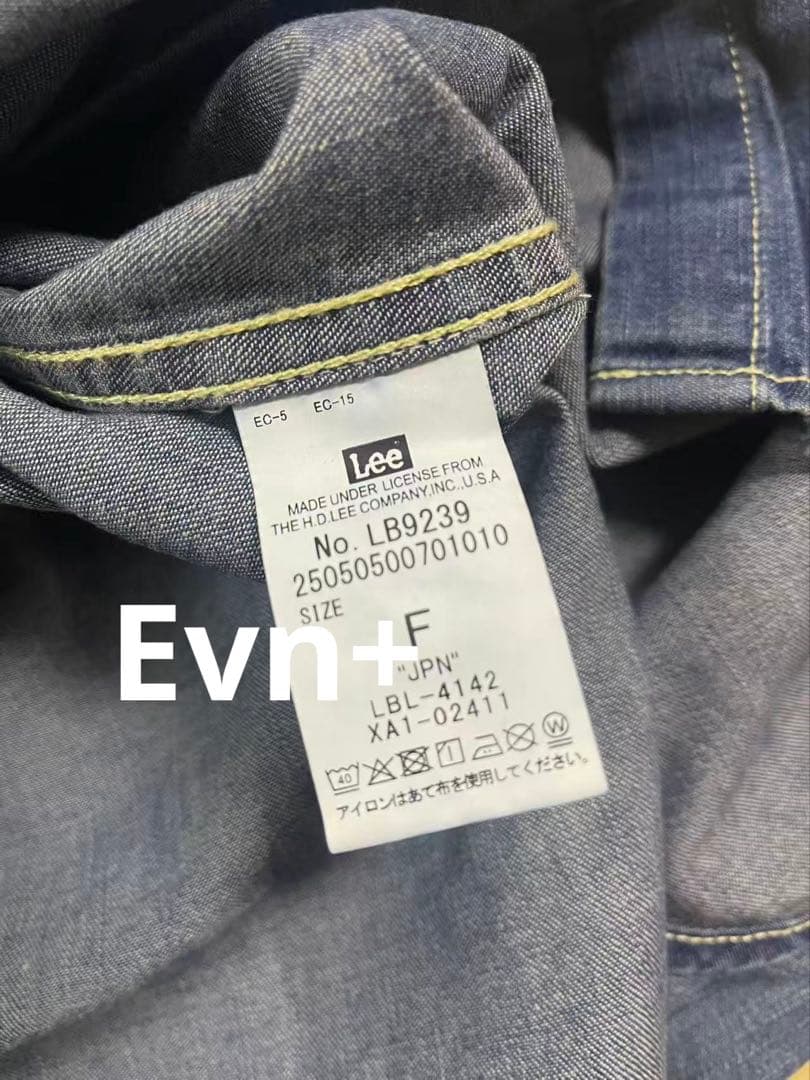 EC-5 EC-15
Lee
MADE UNDER LICENSE FROM
THE H.D.LEE COMPANY,INC.,U.S.A
No. LB9239
25050500701010
SIZE
F
Evn+
"JPN"
LBL-4142
XA1-02411
40 W
アイロンはあて布を使用してください。